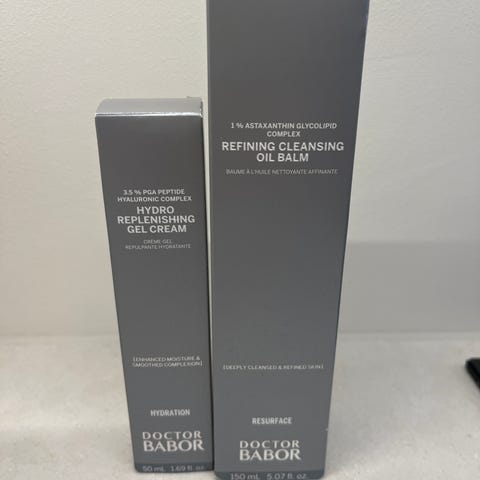 3.5 % PGA PEPTIDE
HYALURONIC COMPLEX
HYDRO
REPLENISHING
GEL CREAM
CRÈME-GEL
REPULPANTE HYDRATANTE
[ENHANCED MOISTURE &
SMOOTHED COMPLEXION]
HYDRATION
DOCTOR
BABOR
50 mL 1.69 fl. oz
1 % ASTAXANTHIN GLYCOLIPID
COMPLEX
REFINING CLEANSING
OIL BALM
BAUME À L'HUILE NETTOYANTE AFFINANTE
[DEEPLY CLEANSED & REFINED SKIN]
RESURFACE
DOCTOR
BABOR
150 mL 5.07 fl. oz